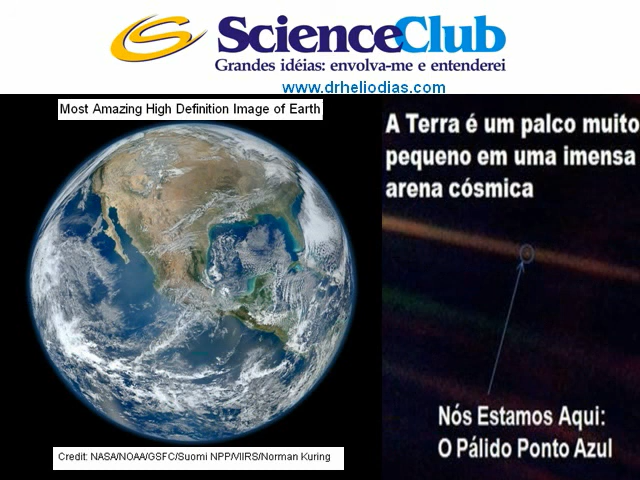 ScienceClub
Grandes idéias: envolva-me e entenderei
www.drheliodias.com
Most Amazing High Definition Image of Earth
A Terra é um palco muito
pequeno em uma imensa
arena cósmica
Nós Estamos Aqui:
O Pálido Ponto Azul
Credit: NASA/NOAA/GSFC/Suomi NPP/VIIRS/Norman Kuring